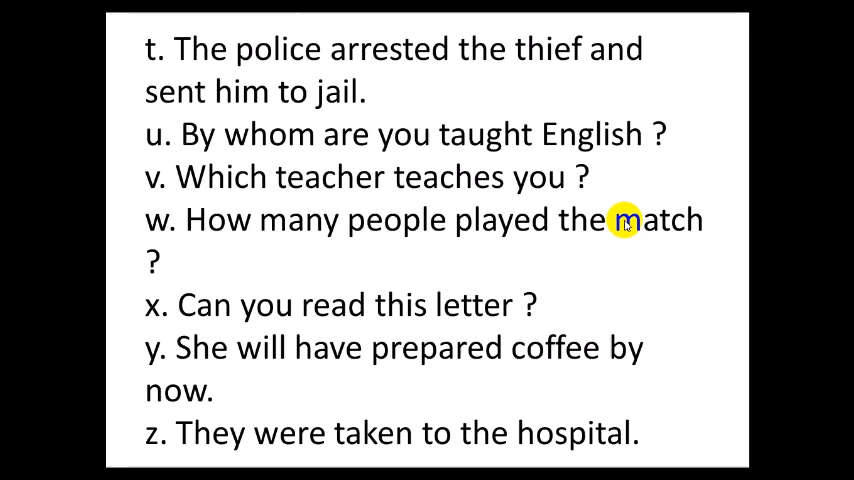 t. The police arrested the thief and
sent him to jail.
u. By whom are you taught English ?
v. Which teacher teaches you ?
w. How many people played the match
?
x. Can you read this letter ?
y. She will have prepared coffee by
now.
z. They were taken to the hospital.